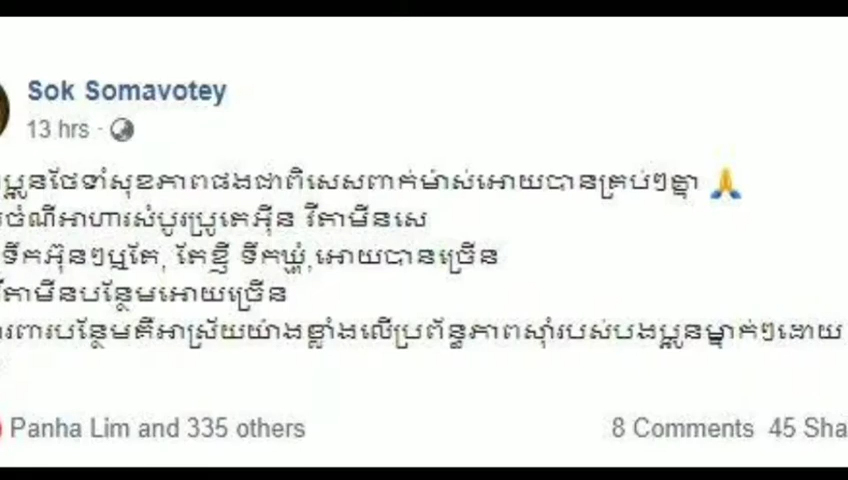 Sok Somavotey
13 hrs ·
ប្អូនថែទាំសុខភាពផងជាពិសេសពាក់ម៉ាស់អោយបានគ្រប់ៗគ្នា 🙏
ចំណីអាហារសំបូរប្រូតេអ៊ីន វីតាមីនសេ
ទឹកអ៊ុនៗឬតែ, តែខ្ញី ទឹកឃ្មុំ,អោយបានច្រើន
វីតាមីនបន្ថែមអោយច្រើន
ារពារបន្ថែមគឺអាស្រ័យយ៉ាងខ្លាំងលើប្រព័ន្ធភាពស៊ាំរបស់បងប្អូនម្នាក់ៗដោយ
Panha Lim and 335 others
8 Comments 45 Sha